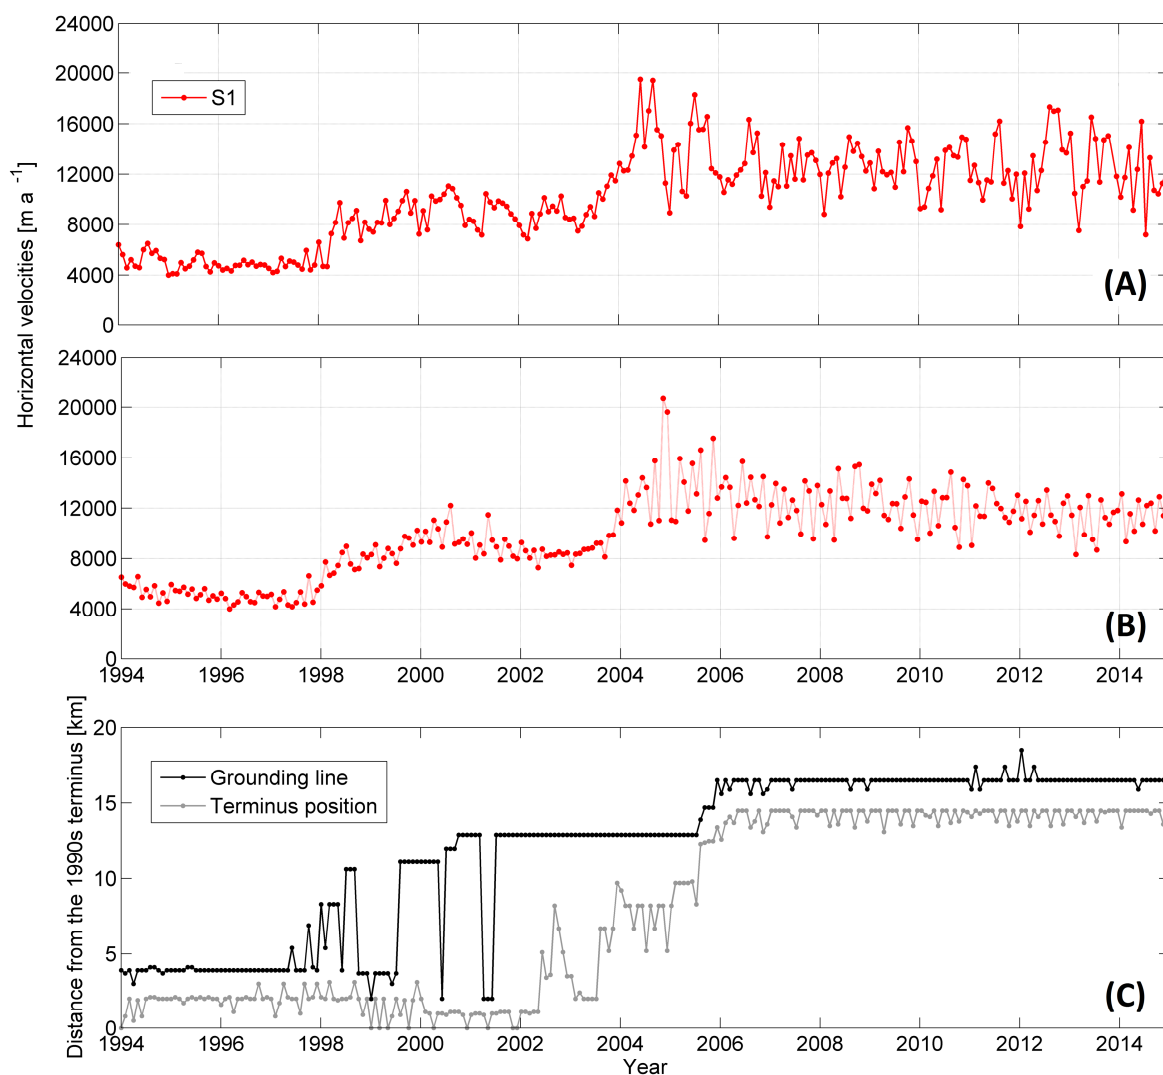 24000
20000
16000
12000
8000
4000
0
S1
(A)
Horizontal velocities [m a -1]
24000
20000
16000
12000
8000
4000
0
(B)
1994 1996 1998 2000 2002 2004 2006 2008 2010 2012 2014
20
15
10
5
0
Grounding line
Terminus position
(C)
Distance from the 1990s terminus [km]
1994 1996 1998 2000 2002 2004 2006 2008 2010 2012 2014
Year